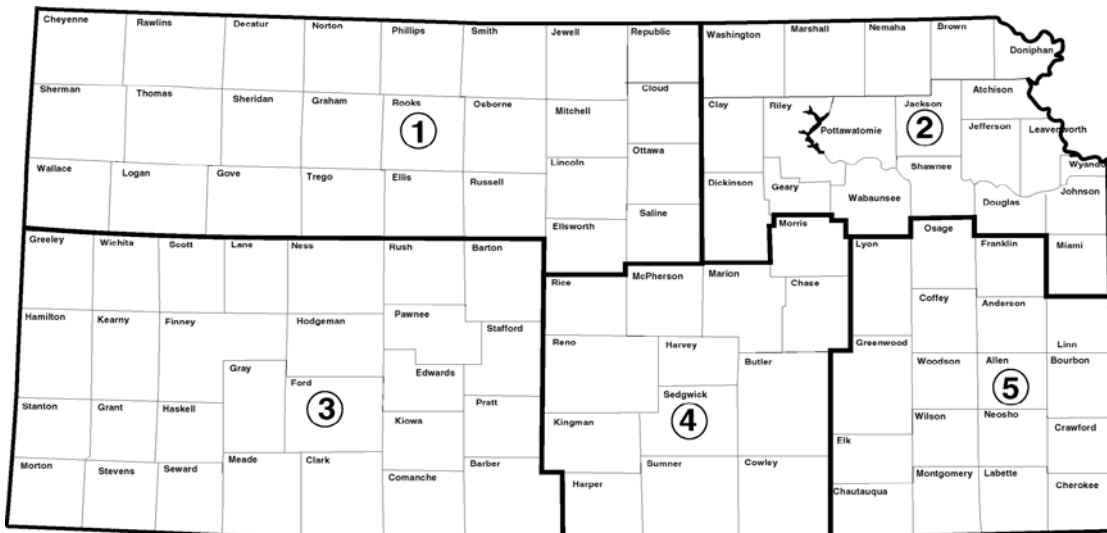 Cheyenne Rawlins Decatur Norton Phillips Smith Jewell Republic Washington Marshall Nemaha Brown Doniphan
Sherman Thomas Sheridan Graham Rooks Osborne Mitchell Cloud Clay Riley Pottawatomie Jackson Atchison Jefferson Leavenworth
1 2
Wallace Logan Gove Trego Ellis Russell Lincoln Ottawa Dickinson Geary Wabaunsee Shawnee Douglas Johnson
Ellsworth Saline Morris Osage Franklin Miami
Greeley Wichita Scott Lane Ness Rush Barton Rice McPherson Marion Chase Lyon
Hamilton Kearny Finney Hodgeman Pawnee Stafford Reno Harvey Butler Greenwood Coffey Anderson Linn
Gray Ford Edwards Sedgwick Woodson Allen Bourbon
3 4 5
Stanton Grant Haskell Kiowa Pratt Kingman Elk Wilson Neosho Crawford
Morton Stevens Seward Meade Clark Comanche Barber Harper Sumner Cowley Chautauqua Montgomery Labette Cherokee